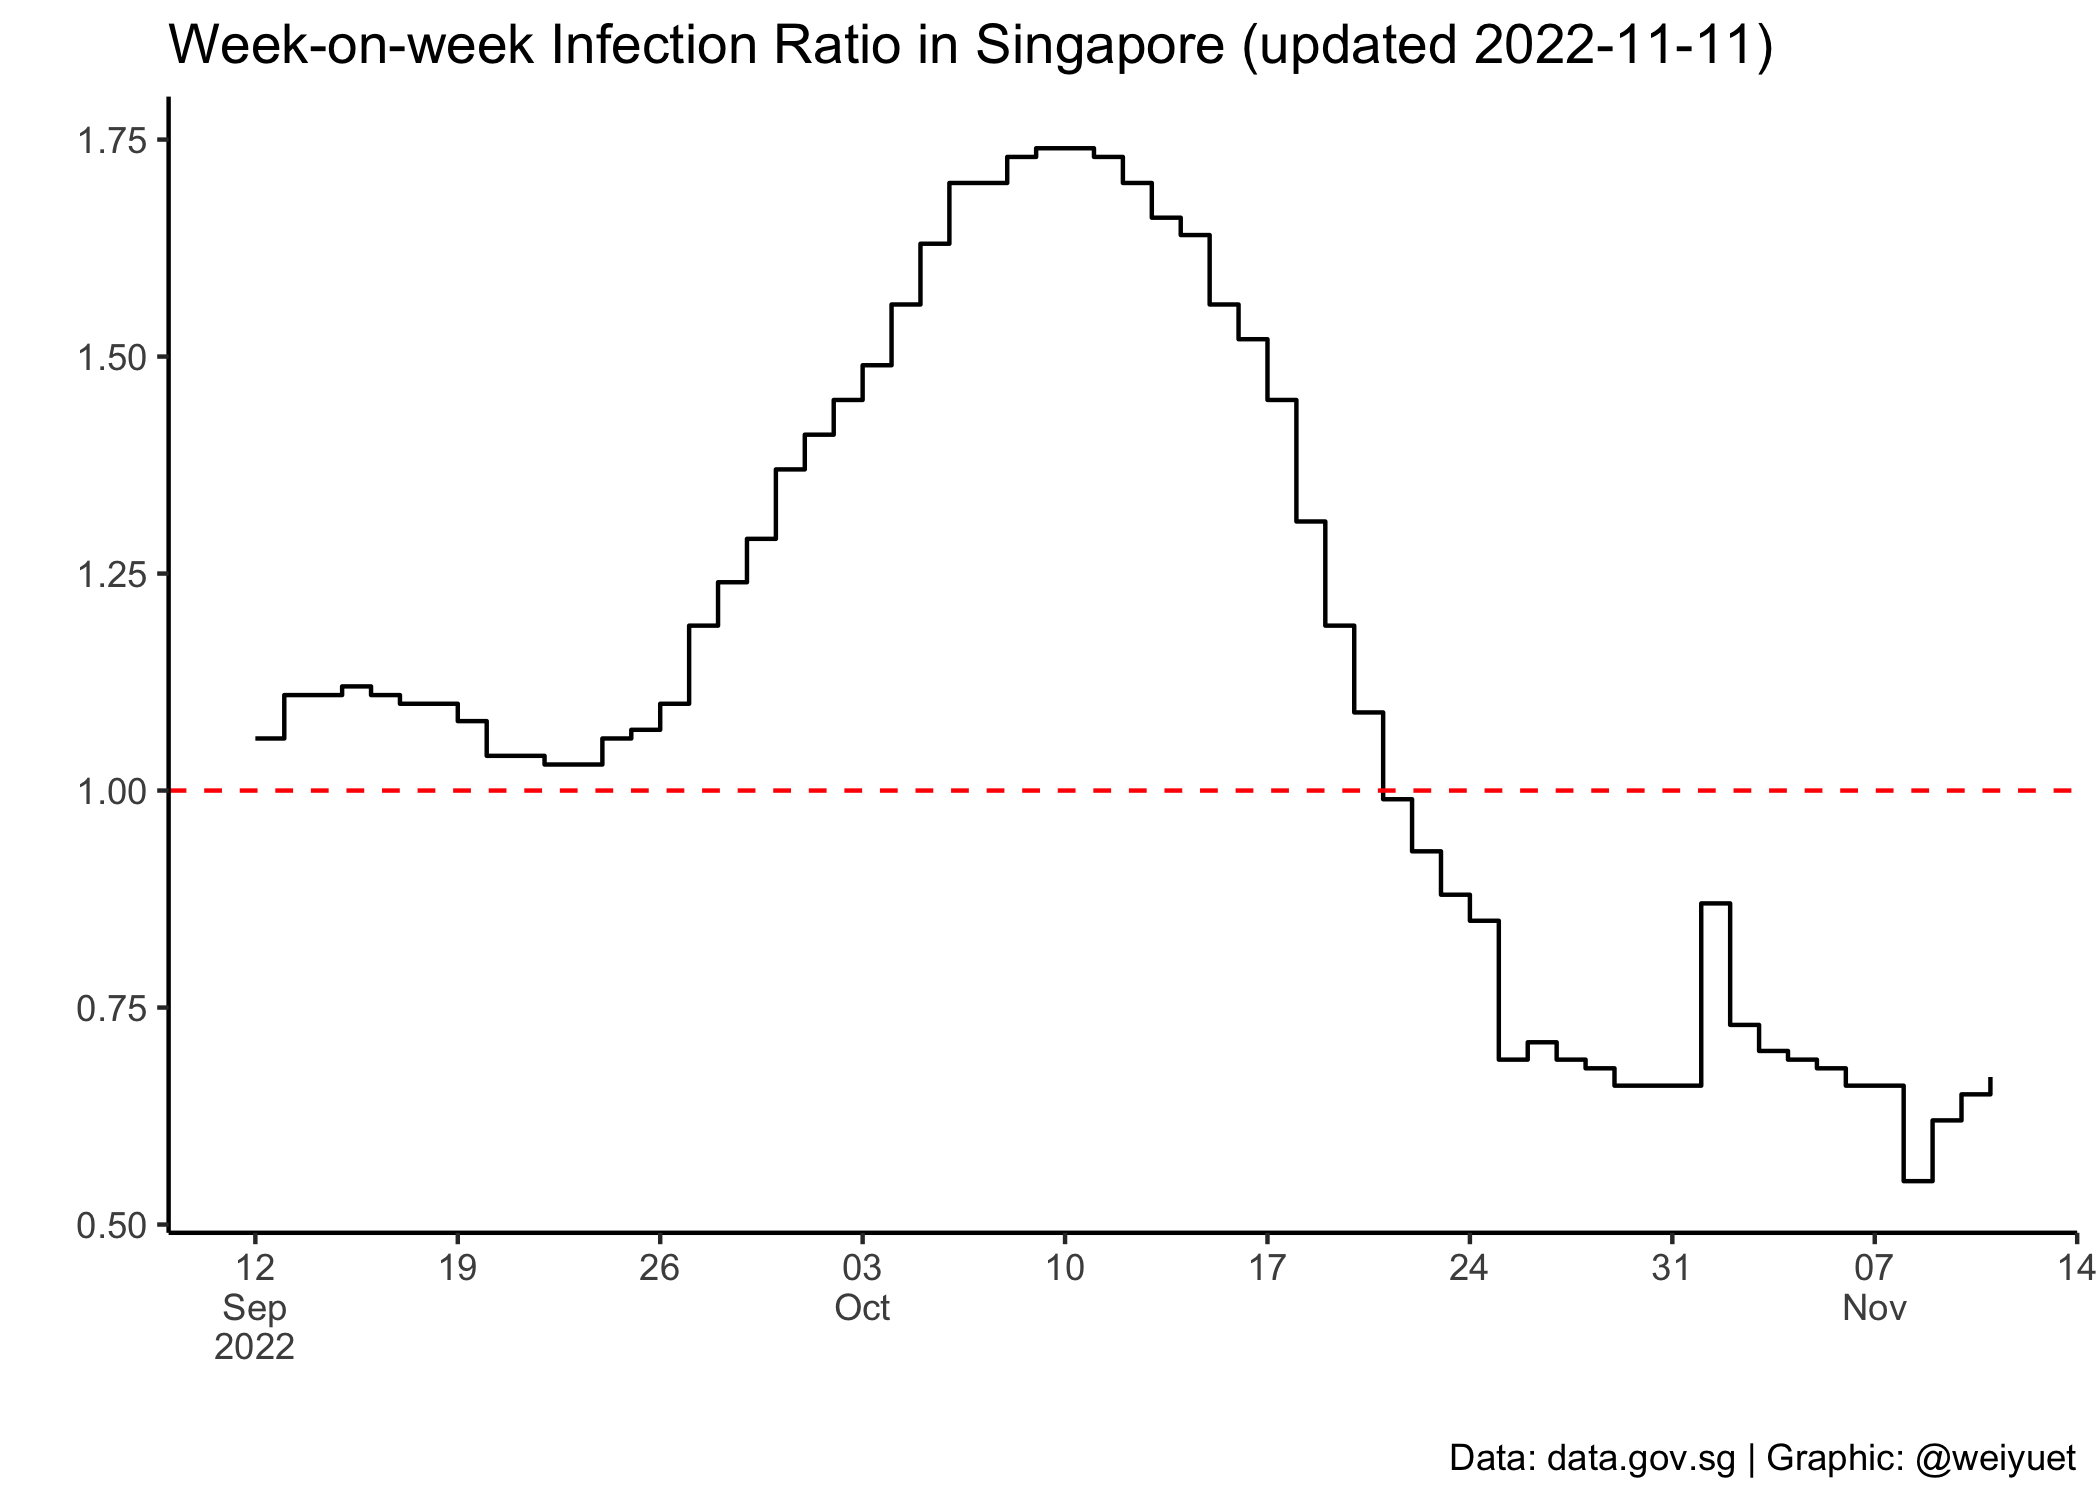 Week-on-week Infection Ratio in Singapore (updated 2022-11-11)
1.75
1.50
1.25
1.00
0.75
0.50
12 19 26 03 10 17 24 31 07 14
Sep Oct Nov
2022
Data: data.gov.sg | Graphic: @weiyuet